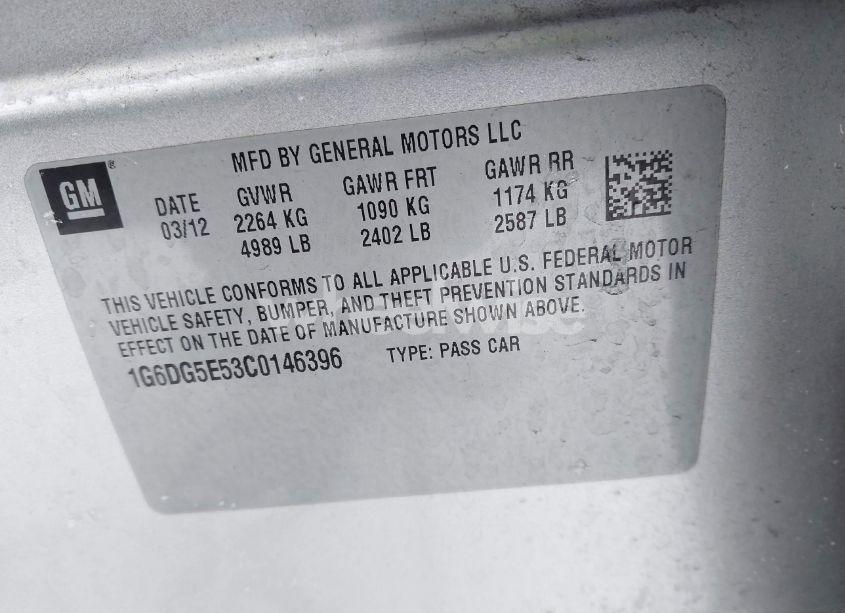 GM®
MFD BY GENERAL MOTORS LLC
DATE GVWR GAWR FRT GAWR RR
03/12 2264 KG 1090 KG 1174 KG
4989 LB 2402 LB 2587 LB
THIS VEHICLE CONFORMS TO ALL APPLICABLE U.S. FEDERAL MOTOR
VEHICLE SAFETY, BUMPER, AND THEFT PREVENTION STANDARDS IN
EFFECT ON THE DATE OF MANUFACTURE SHOWN ABOVE.
1G6DG5E53C0146396 TYPE: PASS CAR